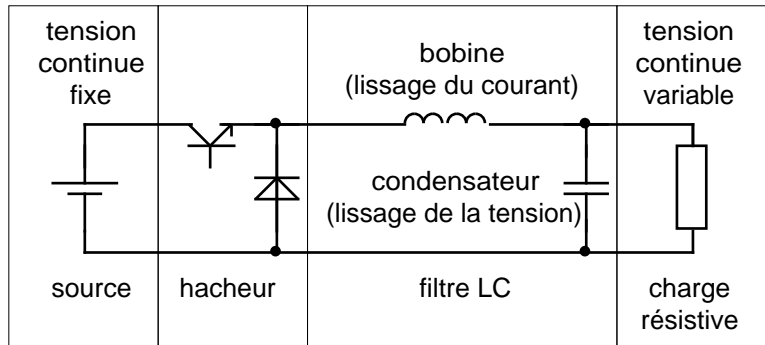 tension
continue
fixe
bobine
(lissage du courant)
tension
continue
variable
condensateur
(lissage de la tension)
source
hacheur
filtre LC
charge
résistive